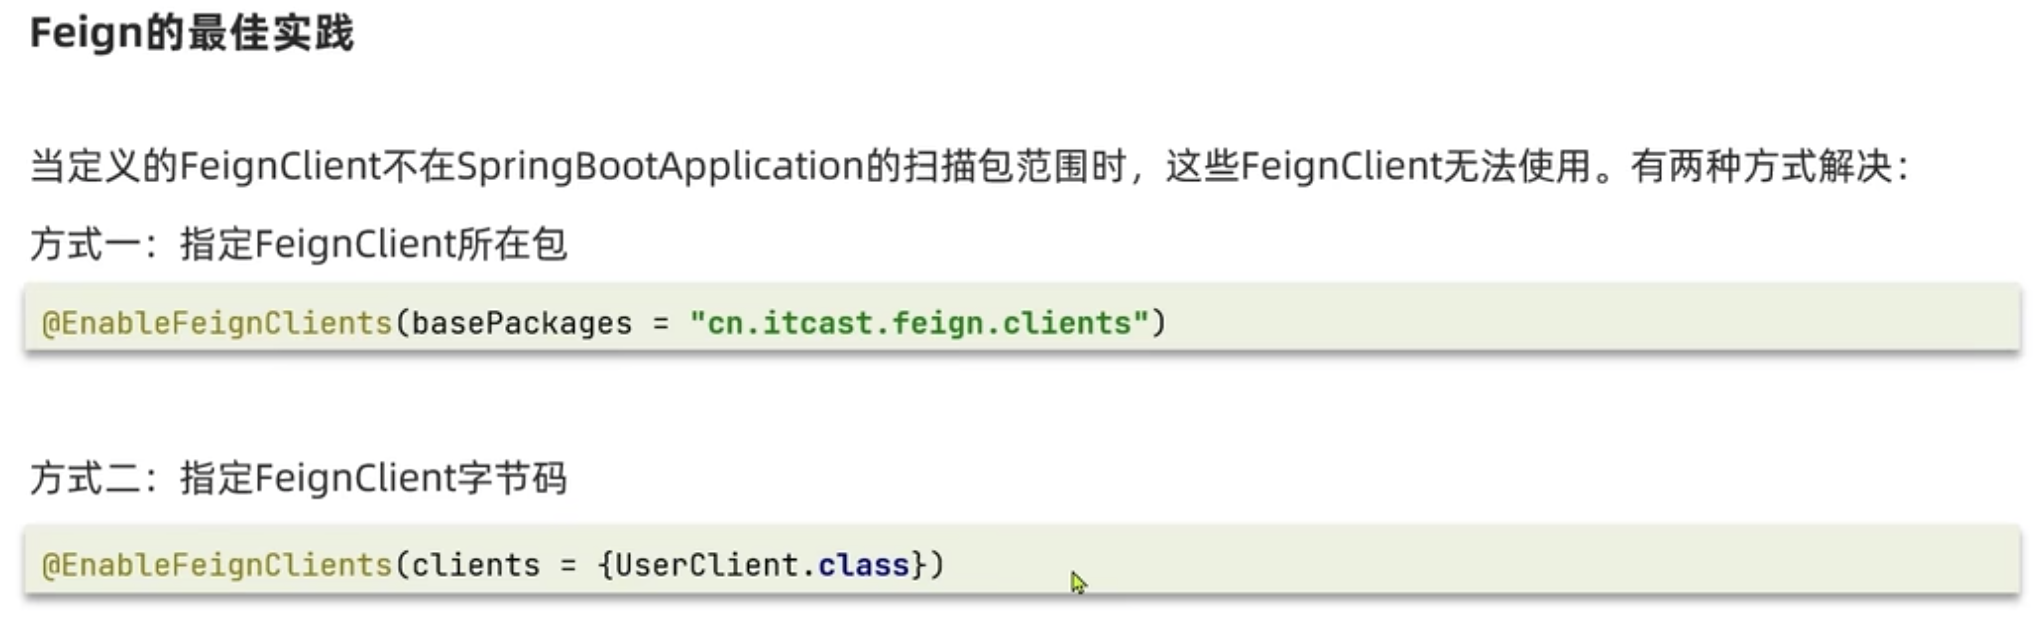 Feign的最佳实践
当定义的FeignClient不在SpringBootApplication的扫描包范围时，这些FeignClient无法使用。有两种方式解决：
方式一：指定FeignClient所在包
@EnableFeignClients(basePackages = "cn.itcast.feign.clients")
方式二：指定FeignClient字节码
@EnableFeignClients(clients = {UserClient.class})